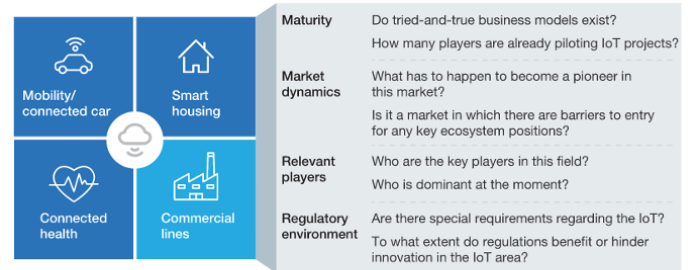 Mobility/
connected car
Smart
housing
Connected
health
Commercial
lines
Maturity
Do tried-and-true business models exist?
How many players are already piloting IoT projects?
Market
dynamics
What has to happen to become a pioneer in
this market?
Is it a market in which there are barriers to entry
for any key ecosystem positions?
Relevant
players
Who are the key players in this field?
Who is dominant at the moment?
Regulatory
environment
Are there special requirements regarding the IoT?
To what extent do regulations benefit or hinder
innovation in the IoT area?